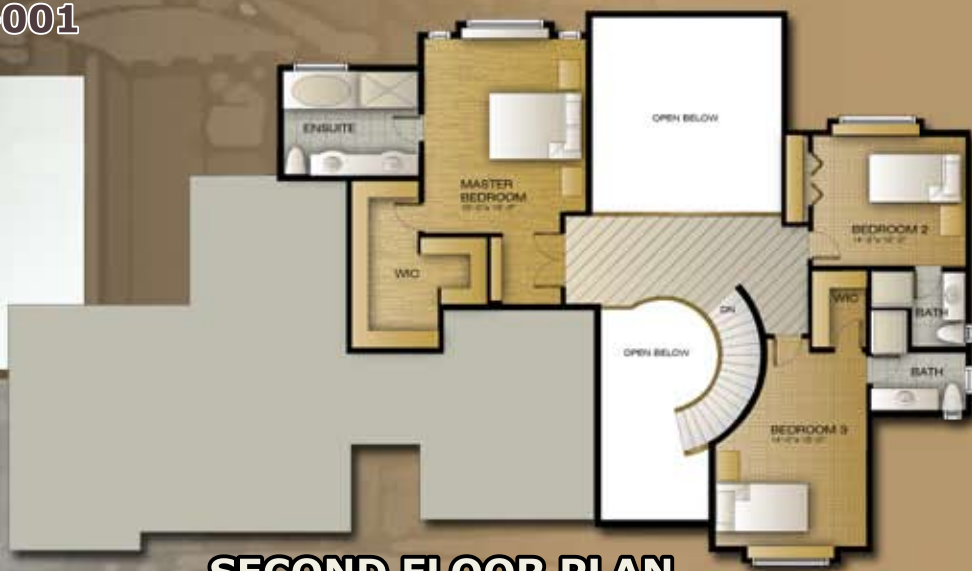 001
OPEN BELOW
ENSUITE
MASTER
BEDROOM
BEDROOM 2
WIC
WIC
DN
BATH
OPEN BELOW
BATH
BEDROOM 3
SECOND FLOOR PLAN